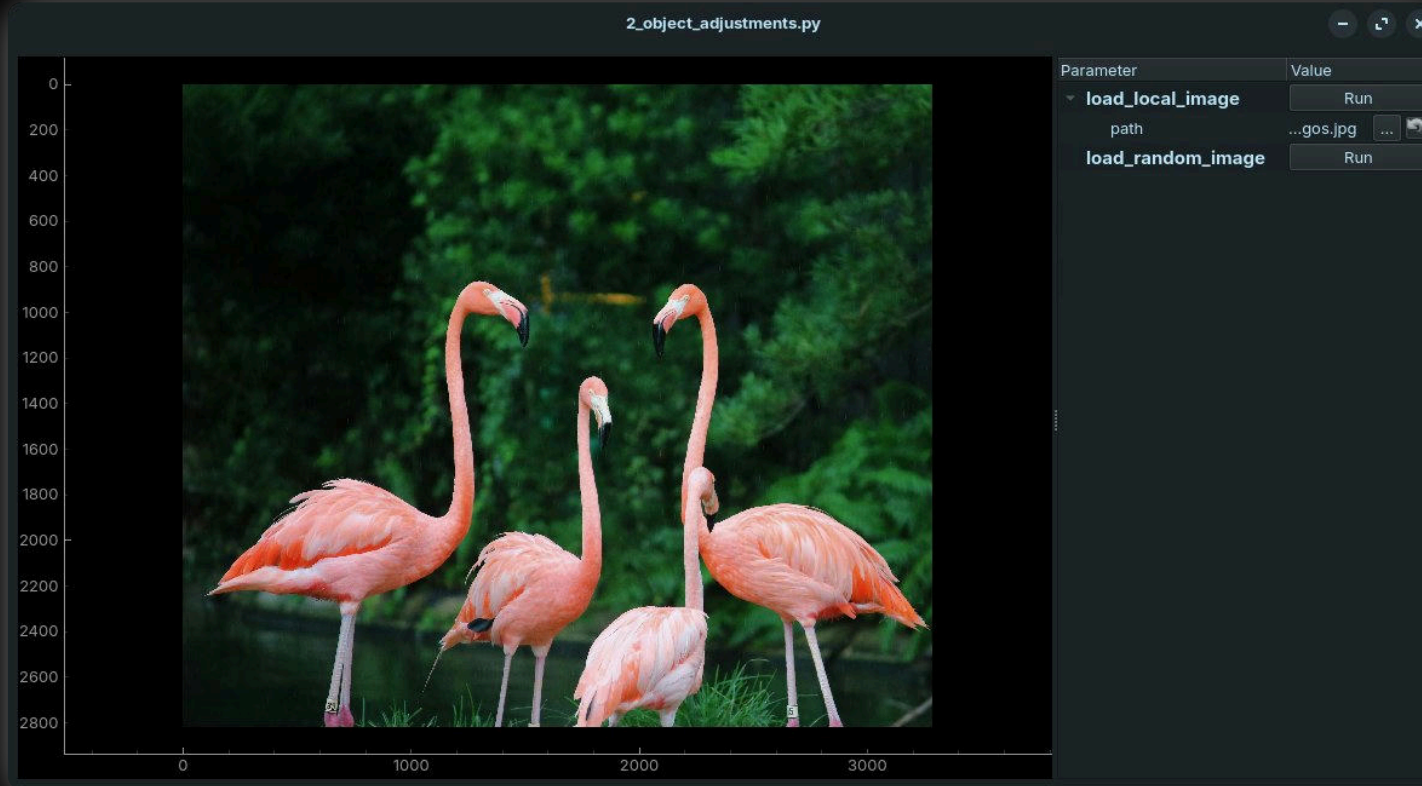 2_object_adjustments.py
Parameter Value
load_local_image Run
path ...gos.jpg ...
load_random_image Run
0
200
400
600
800
1000
1200
1400
1600
1800
2000
2200
2400
2600
2800
0 1000 2000 3000